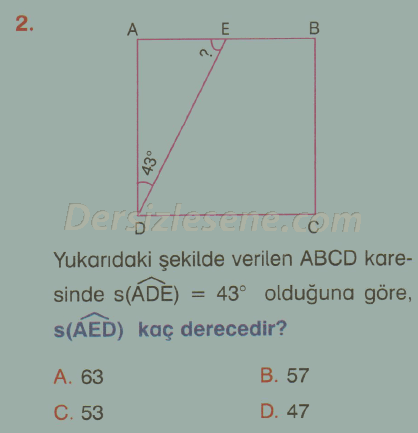 2.
A E B
?
43°
Dersizlesene.com
D C
Yukarıdaki şekilde verilen ABCD kare-
sinde s(ADE) = 43° olduğuna göre,
s(AED) kaç derecedir?
A. 63 B. 57
C. 53 D. 47